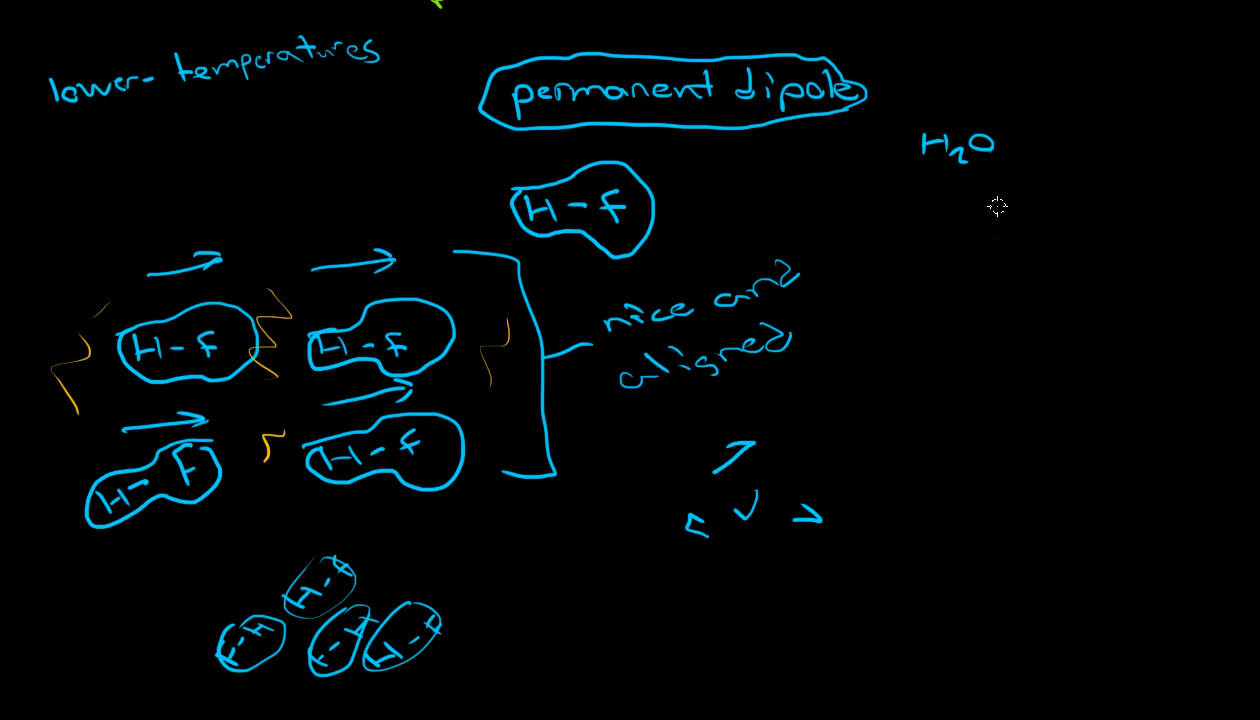 lower- temperatures
permanent dipole
H₂O
H-f
nice and
aligned
H-f
H-f
H-F
H-f
H-f